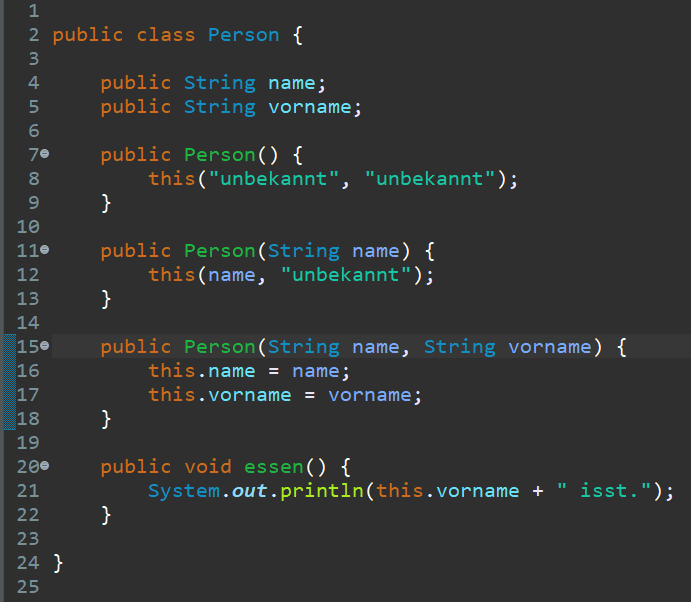 1
2 public class Person {
3
4     public String name;
5     public String vorname;
6
7     public Person() {
8         this("unbekannt", "unbekannt");
9     }
10
11     public Person(String name) {
12         this(name, "unbekannt");
13     }
14
15     public Person(String name, String vorname) {
16         this.name = name;
17         this.vorname = vorname;
18     }
19
20     public void essen() {
21         System.out.println(this.vorname + " isst.");
22     }
23
24 }
25